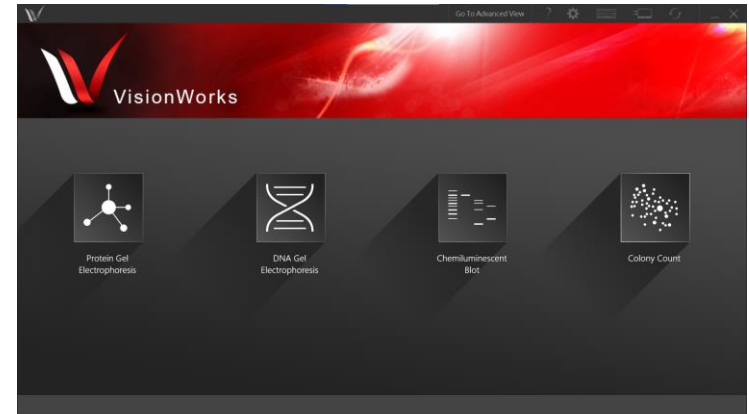 Go To Advanced View ?
VisionWorks
Protein Gel
Electrophoresis
DNA Gel
Electrophoresis
Chemiluminescent
Blot
Colony Count